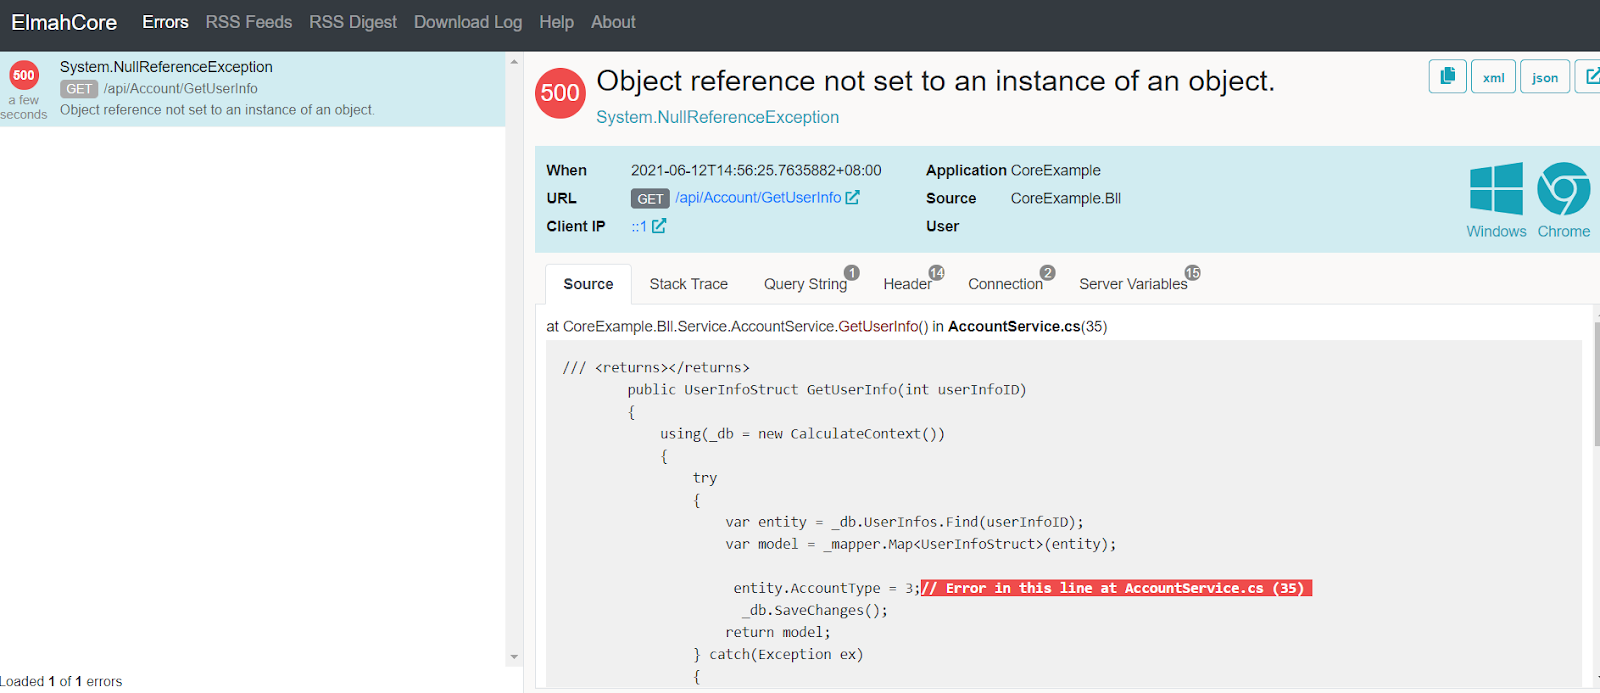 ElmahCore Errors RSS Feeds RSS Digest Download Log Help About
500 System.NullReferenceException
GET /api/Account/GetUserInfo
a few seconds
Object reference not set to an instance of an object.
Loaded 1 of 1 errors
500 Object reference not set to an instance of an object.
System.NullReferenceException
xml json
When 2021-06-12T14:56:25.7635882+08:00 Application CoreExample
URL GET /api/Account/GetUserInfo Source CoreExample.Bll
Client IP ::1 User
Windows Chrome
Source Stack Trace Query String 1 Header 14 Connection 2 Server Variables 15
at CoreExample.Bll.Service.AccountService.GetUserInfo() in AccountService.cs(35)
/// <returns></returns>
public UserInfoStruct GetUserInfo(int userInfoID)
{
using(_db = new CalculateContext())
{
try
{
var entity = _db.UserInfos.Find(userInfoID);
var model = _mapper.Map<UserInfoStruct>(entity);
entity.AccountType = 3;// Error in this line at AccountService.cs (35)
_db.SaveChanges();
return model;
} catch(Exception ex)
{